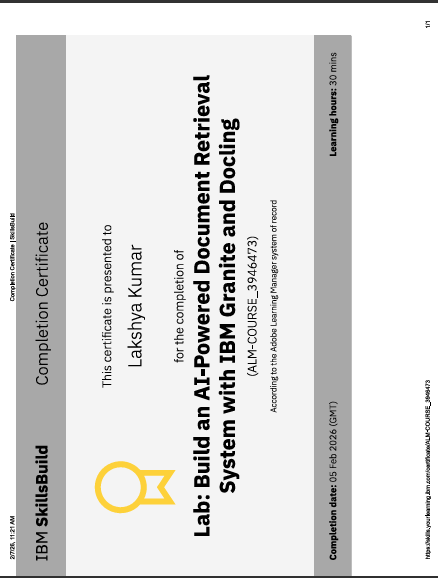 2/7/26, 11:21 AM
Completion Certificate | SkillsBuild
IBM SkillsBuild
Completion Certificate
This certificate is presented to
Lakshya Kumar
for the completion of
Lab: Build an AI-Powered Document Retrieval
System with IBM Granite and Docling
(ALM-COURSE_3946473)
According to the Adobe Learning Manager system of record
Completion date: 05 Feb 2026 (GMT)
Learning hours: 30 mins
https://skills.yourlearning.ibm.com/certificate/ALM-COURSE_3946473
1/1